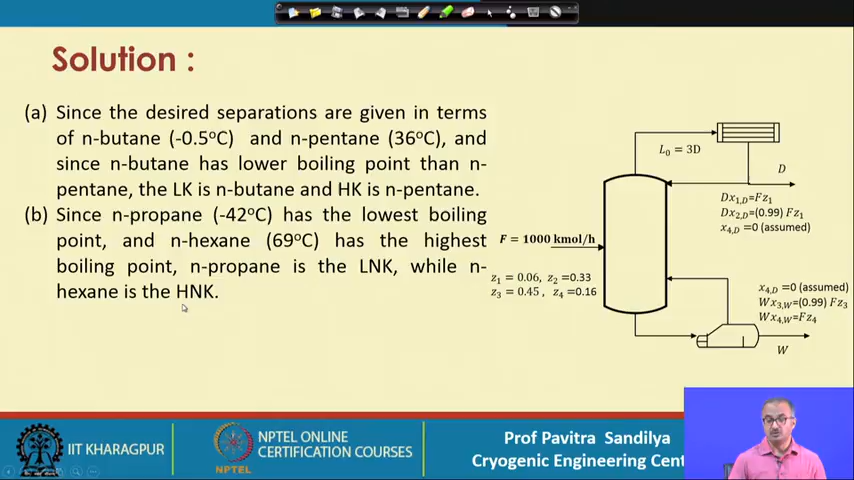 Solution :
(a) Since the desired separations are given in terms
of n-butane (-0.5oC) and n-pentane (36oC), and
since n-butane has lower boiling point than n-
pentane, the LK is n-butane and HK is n-pentane.
(b) Since n-propane (-42oC) has the lowest boiling
point, and n-hexane (69oC) has the highest
boiling point, n-propane is the LNK, while n-
hexane is the HNK.
L0 = 3D
D
Dx1,D=Fz1
Dx2,D=(0.99) Fz1
x4,D =0 (assumed)
F = 1000 kmol/h
z1 = 0.06, z2 =0.33
z3 = 0.45 , z4 =0.16
x4,D =0 (assumed)
Wx3,W=(0.99) Fz3
Wx4,W=Fz4
W
IIT KHARAGPUR
NPTEL
NPTEL ONLINE
CERTIFICATION COURSES
Prof Pavitra Sandilya
Cryogenic Engineering Cent